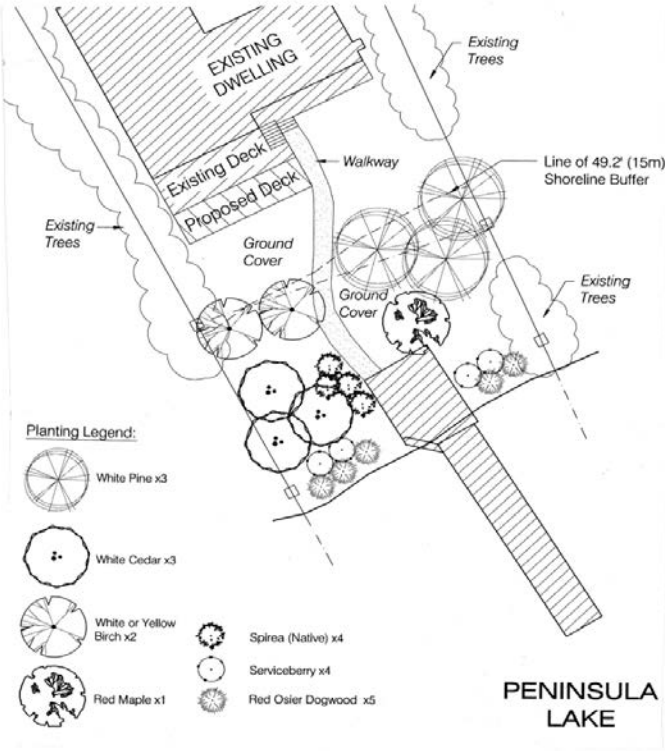 EXISTING
DWELLING
Existing
Trees
Existing Deck
Walkway
Line of 49.2' (15m)
Shoreline Buffer
Proposed Deck
Existing
Trees
Ground
Cover
Existing
Trees
Ground
Cover
Planting Legend:
White Pine x3
White Cedar x3
White or Yellow
Birch x2
Red Maple x1
Spirea (Native) x4
Serviceberry x4
Red Osier Dogwood x5
PENINSULA
LAKE